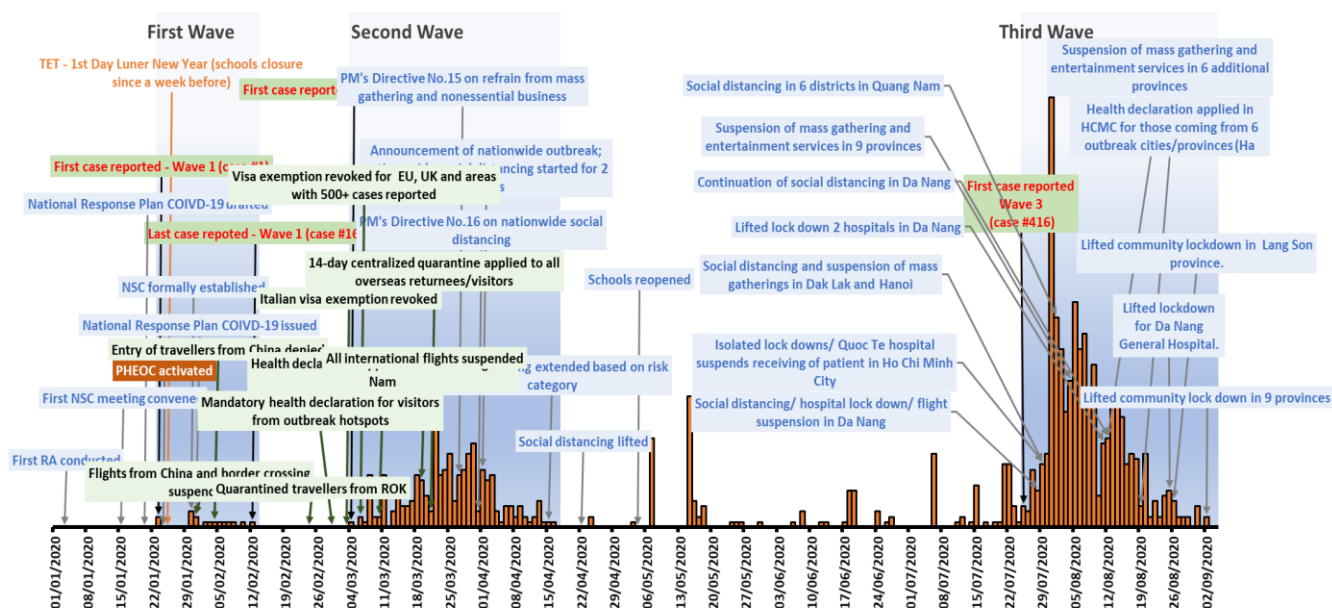 First Wave
Second Wave
Third Wave
TET - 1st Day Luner New Year (schools closure
since a week before)
First case reported - Wave 1 (case #1)
National Response Plan COIVD-19 drafted
Last case repoted - Wave 1 (case #16
NSC formally established
National Response Plan COIVD-19 issued
Entry of travellers from China denied
PHEOC activated
First NSC meeting convened
First RA conducted
Flights from China and border crossing
Quarantined travellers from ROK
First case reported
PM's Directive No.15 on refrain from mass
gathering and nonessential business
Announcement of nationwide outbreak;
distancing started for 2
Visa exemption revoked for EU, UK and areas
with 500+ cases reported
PM's Directive No.16 on nationwide social
distancing
14-day centralized quarantine applied to all
overseas returnees/visitors
Italian visa exemption revoked
Health
All international flights suspended
Nam
extended based on risk
category
Mandatory health declaration for visitors
from outbreak hotspots
Schools reopened
Social distancing lifted
Social distancing in 6 districts in Quang Nam
Suspension of mass gathering and
entertainment services in 9 provinces
Continuation of social distancing in Da Nang
Lifted lock down 2 hospitals in Da Nang
Social distancing and suspension of mass
gatherings in Dak Lak and Hanoi
Isolated lock downs/ Quoc Te hospital
suspends receiving of patient in Ho Chi Minh
City
Social distancing/ hospital lock down/ flight
suspension in Da Nang
First case reported
Wave 3
(case #416)
Suspension of mass gathering and
entertainment services in 6 additional
provinces
Health declaration applied in
HCMC for those coming from 6
outbreak cities/provinces (Ha
Lifted community lockdown in Lang Son
province.
Lifted lockdown
for Da Nang
General Hospital.
Lifted community lock down in 9 provinces
01/01/2020
08/01/2020
15/01/2020
22/01/2020
29/01/2020
05/02/2020
12/02/2020
19/02/2020
26/02/2020
04/03/2020
11/03/2020
18/03/2020
25/03/2020
01/04/2020
08/04/2020
15/04/2020
22/04/2020
29/04/2020
06/05/2020
13/05/2020
20/05/2020
27/05/2020
03/06/2020
10/06/2020
17/06/2020
24/06/2020
01/07/2020
08/07/2020
15/07/2020
22/07/2020
29/07/2020
05/08/2020
12/08/2020
19/08/2020
26/08/2020
02/09/2020